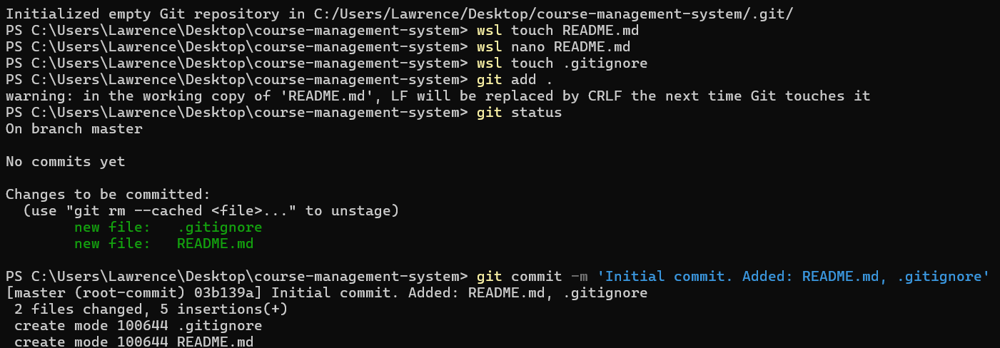 Initialized empty Git repository in C:/Users/Lawrence/Desktop/course-management-system/.git/
PS C:\Users\Lawrence\Desktop\course-management-system> wsl touch README.md
PS C:\Users\Lawrence\Desktop\course-management-system> wsl nano README.md
PS C:\Users\Lawrence\Desktop\course-management-system> wsl touch .gitignore
PS C:\Users\Lawrence\Desktop\course-management-system> git add .
warning: in the working copy of 'README.md', LF will be replaced by CRLF the next time Git touches it
PS C:\Users\Lawrence\Desktop\course-management-system> git status
On branch master
No commits yet
Changes to be committed:
  (use "git rm --cached <file>..." to unstage)
        new file:   .gitignore
        new file:   README.md
PS C:\Users\Lawrence\Desktop\course-management-system> git commit -m 'Initial commit. Added: README.md, .gitignore'
[master (root-commit) 03b139a] Initial commit. Added: README.md, .gitignore
 2 files changed, 5 insertions(+)
 create mode 100644 .gitignore
 create mode 100644 README.md